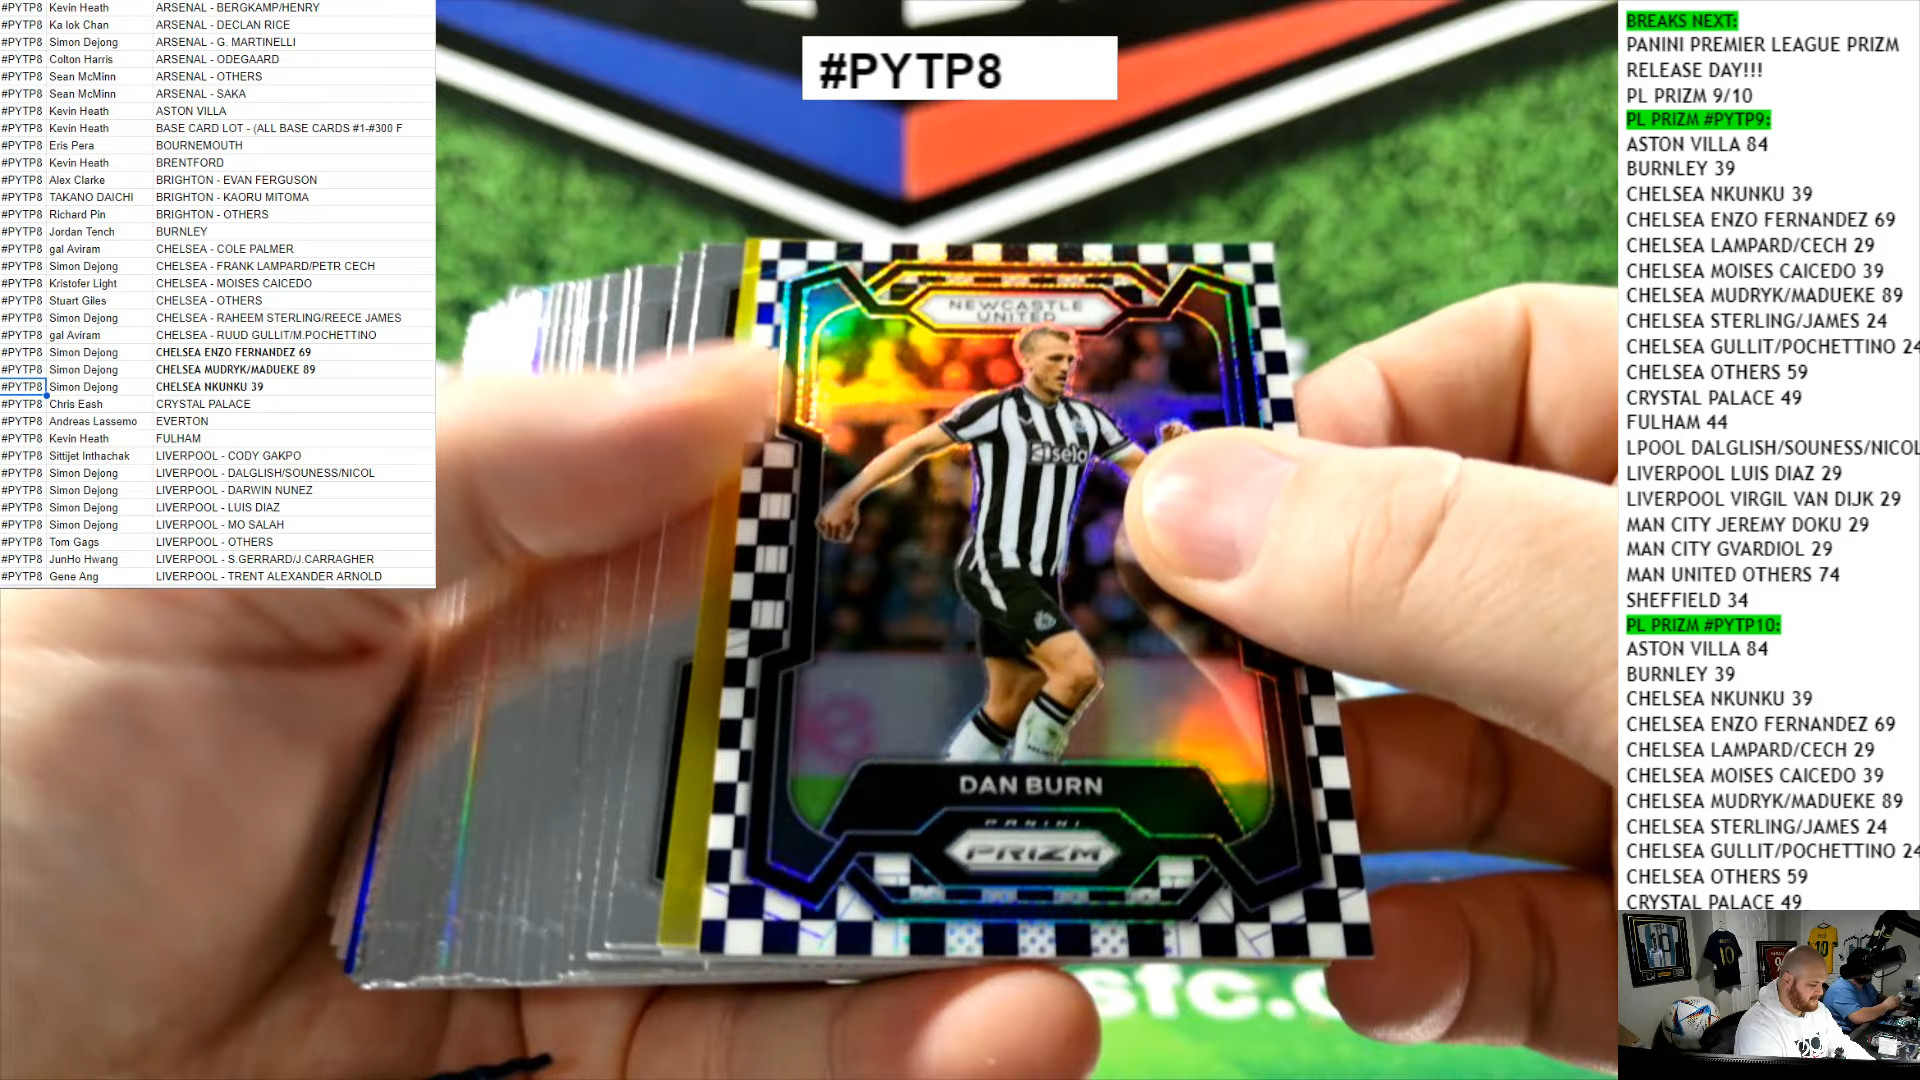 #PYTP8 Kevin Heath ARSENAL - BERGKAMP/HENRY
#PYTP8 Ka lok Chan ARSENAL - DECLAN RICE
#PYTP8 Simon Dejong ARSENAL - G. MARTINELLI
#PYTP8 Colton Harris ARSENAL - ODEGAARD
#PYTP8 Sean McMinn ARSENAL - OTHERS
#PYTP8 Sean McMinn ARSENAL - SAKA
#PYTP8 Kevin Heath ASTON VILLA
#PYTP8 Kevin Heath BASE CARD LOT - (ALL BASE CARDS #1-#300 F
#PYTP8 Eris Pera BOURNEMOUTH
#PYTP8 Kevin Heath BRENTFORD
#PYTP8 Alex Clarke BRIGHTON - EVAN FERGUSON
#PYTP8 TAKANO DAICHI BRIGHTON - KAORU MITOMA
#PYTP8 Richard Pin BRIGHTON - OTHERS
#PYTP8 Jordan Tench BURNLEY
#PYTP8 gal Aviram CHELSEA - COLE PALMER
#PYTP8 Simon Dejong CHELSEA - FRANK LAMPARD/PETR CECH
#PYTP8 Kristofer Light CHELSEA - MOISES CAICEDO
#PYTP8 Stuart Giles CHELSEA - OTHERS
#PYTP8 Simon Dejong CHELSEA - RAHEEM STERLING/REECE JAMES
#PYTP8 gal Aviram CHELSEA - RUUD GULLIT/M.POCHETTINO
#PYTP8 Simon Dejong CHELSEA ENZO FERNANDEZ 69
#PYTP8 Simon Dejong CHELSEA MUDRYK/MADUEKE 89
#PYTP8 Simon Dejong CHELSEA NKUNKU 39
#PYTP8 Chris Eash CRYSTAL PALACE
#PYTP8 Andreas Lassemo EVERTON
#PYTP8 Kevin Heath FULHAM
#PYTP8 Sittijet Inthachak LIVERPOOL - CODY GAKPO
#PYTP8 Simon Dejong LIVERPOOL - DALGLISH/SOUNESS/NICOL
#PYTP8 Simon Dejong LIVERPOOL - DARWIN NUNEZ
#PYTP8 Simon Dejong LIVERPOOL - LUIS DIAZ
#PYTP8 Simon Dejong LIVERPOOL - MO SALAH
#PYTP8 Tom Gags LIVERPOOL - OTHERS
#PYTP8 JunHo Hwang LIVERPOOL - S.GERRARD/J.CARRAGHER
#PYTP8 Gene Ang LIVERPOOL - TRENT ALEXANDER ARNOLD
#PYTP8
NEWCASTLE
UNITED
sela
DAN BURN
PANINI
PRIZM
sfc.c
BREAKS NEXT:
PANINI PREMIER LEAGUE PRIZM
RELEASE DAY!!!
PL PRIZM 9/10
PL PRIZM #PYTP9:
ASTON VILLA 84
BURNLEY 39
CHELSEA NKUNKU 39
CHELSEA ENZO FERNANDEZ 69
CHELSEA LAMPARD/CECH 29
CHELSEA MOISES CAICEDO 39
CHELSEA MUDRYK/MADUEKE 89
CHELSEA STERLING/JAMES 24
CHELSEA GULLIT/POCHETTINO 24
CHELSEA OTHERS 59
CRYSTAL PALACE 49
FULHAM 44
LPOOL DALGLISH/SOUNESS/NICOL
LIVERPOOL LUIS DIAZ 29
LIVERPOOL VIRGIL VAN DIJK 29
MAN CITY JEREMY DOKU 29
MAN CITY GVARDIOL 29
MAN UNITED OTHERS 74
SHEFFIELD 34
PL PRIZM #PYTP10:
ASTON VILLA 84
BURNLEY 39
CHELSEA NKUNKU 39
CHELSEA ENZO FERNANDEZ 69
CHELSEA LAMPARD/CECH 29
CHELSEA MOISES CAICEDO 39
CHELSEA MUDRYK/MADUEKE 89
CHELSEA STERLING/JAMES 24
CHELSEA GULLIT/POCHETTINO 24
CHELSEA OTHERS 59
CRYSTAL PALACE 49
10
10